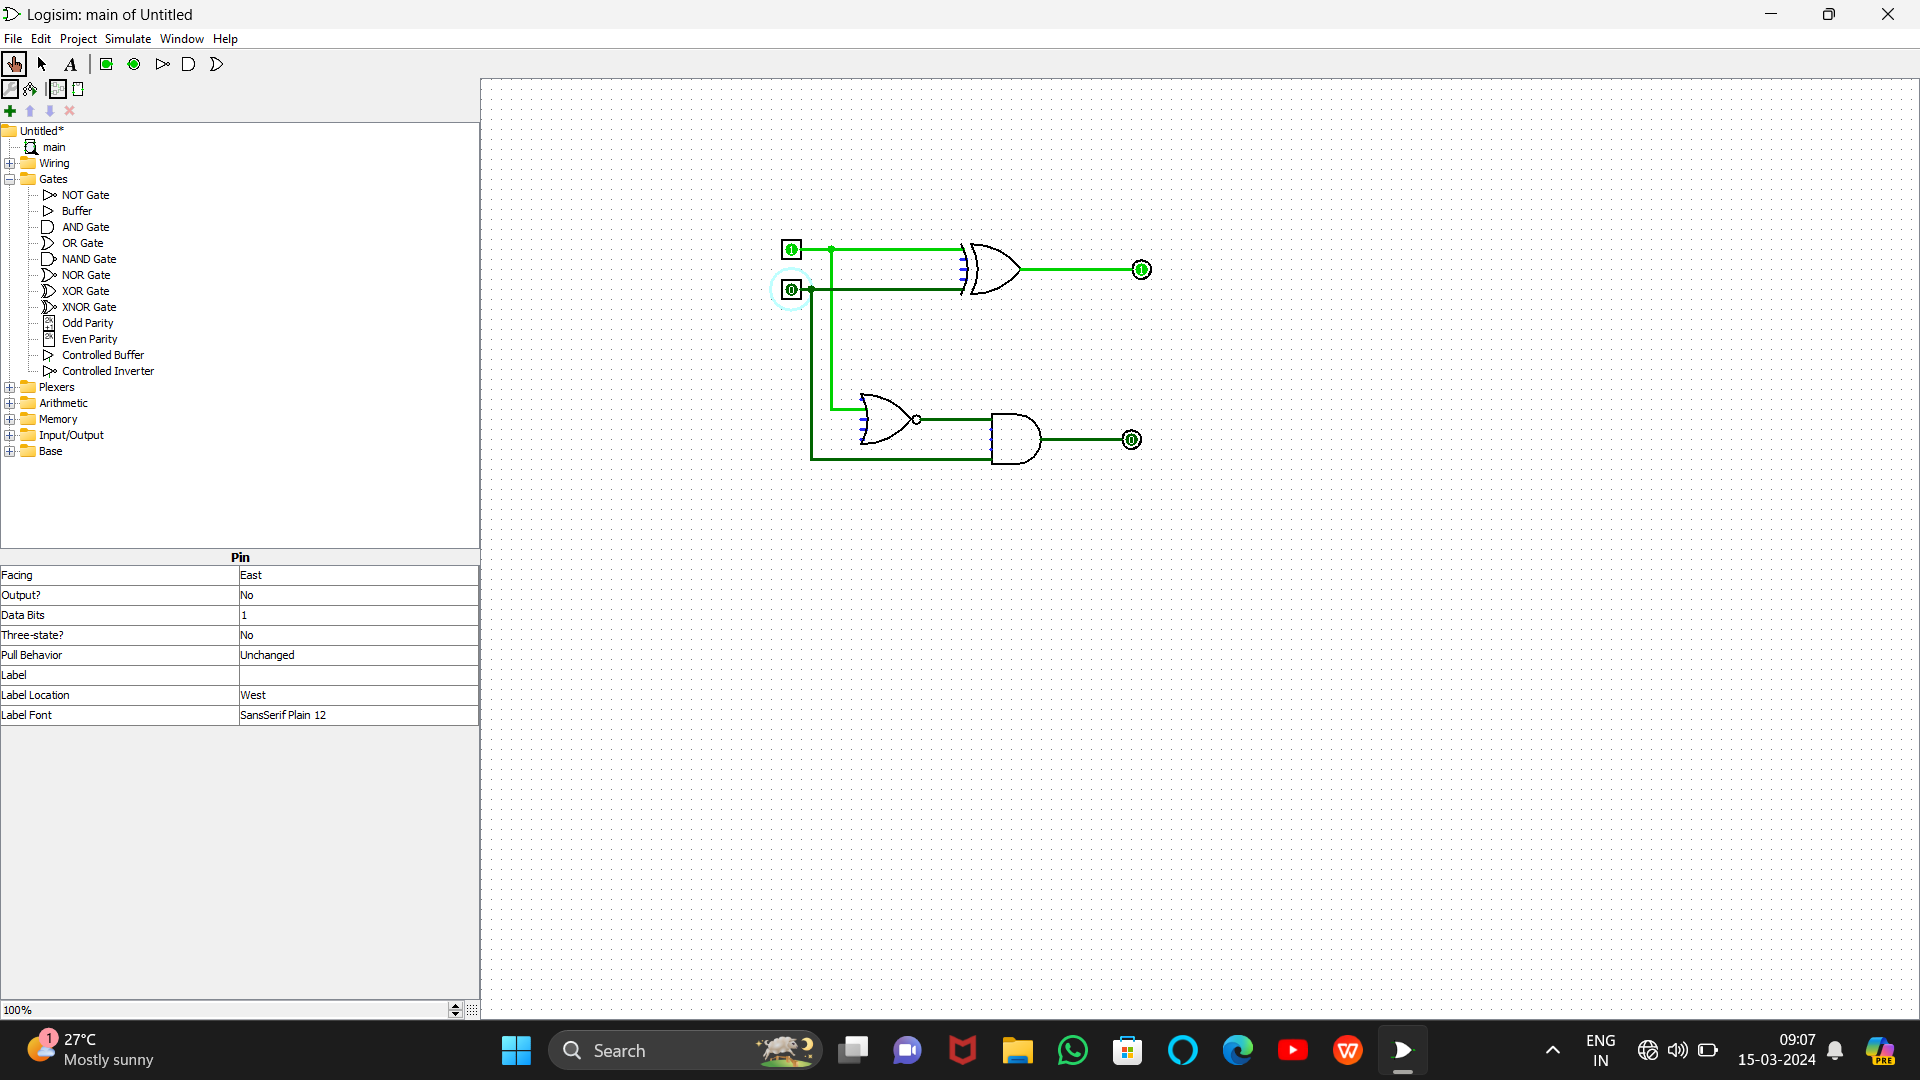 Logisim: main of Untitled
File Edit Project Simulate Window Help
A
Untitled*
main
Wiring
Gates
NOT Gate
Buffer
AND Gate
OR Gate
NAND Gate
NOR Gate
XOR Gate
XNOR Gate
Odd Parity
Even Parity
Controlled Buffer
Controlled Inverter
Plexers
Arithmetic
Memory
Input/Output
Base
1
0
1
0
Pin
Facing East
Output? No
Data Bits 1
Three-state? No
Pull Behavior Unchanged
Label
Label Location West
Label Font SansSerif Plain 12
100%
1 27°C
Mostly sunny
Search
ENG
IN
09:07
15-03-2024
PRE